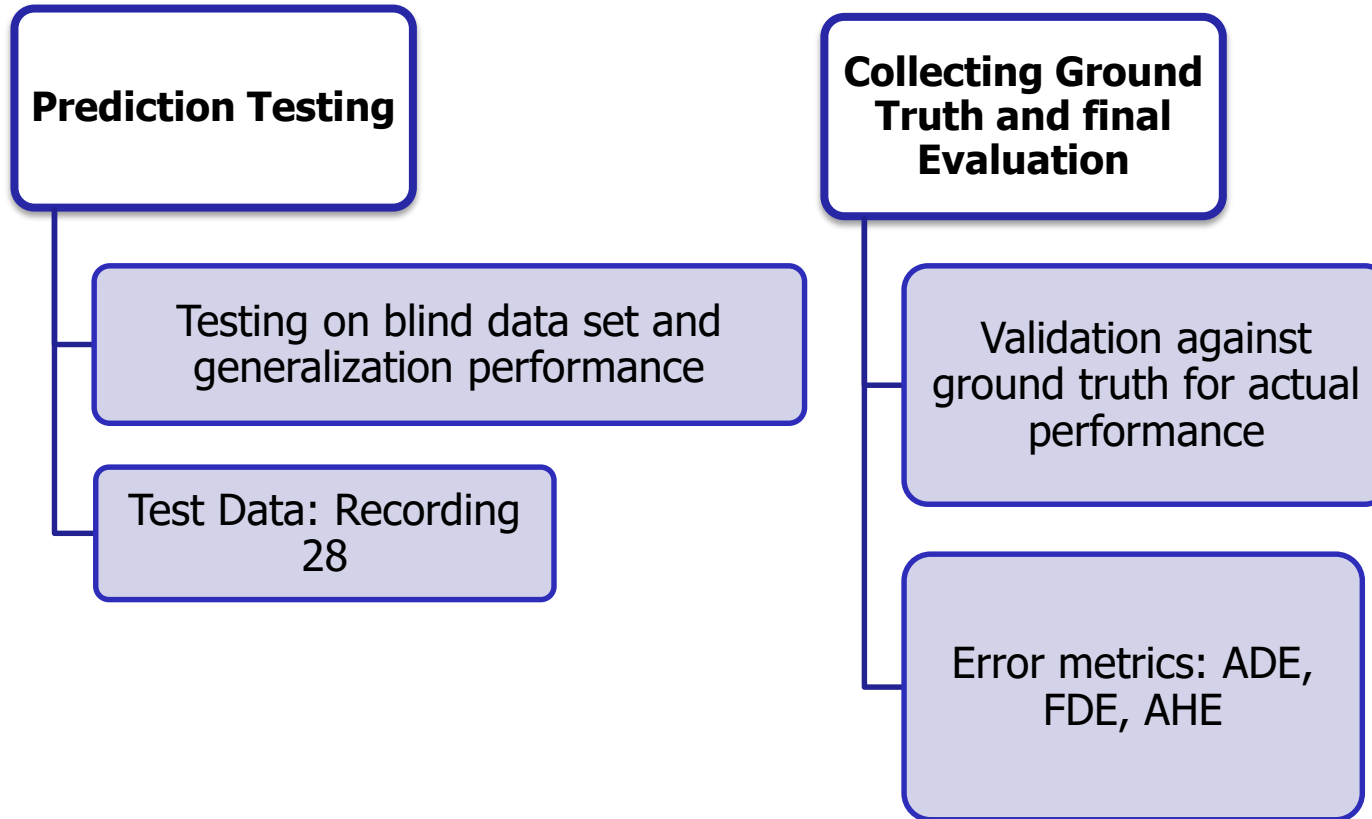 Prediction Testing
Testing on blind data set and
generalization performance
Test Data: Recording
28
Collecting Ground
Truth and final
Evaluation
Validation against
ground truth for actual
performance
Error metrics: ADE,
FDE, AHE